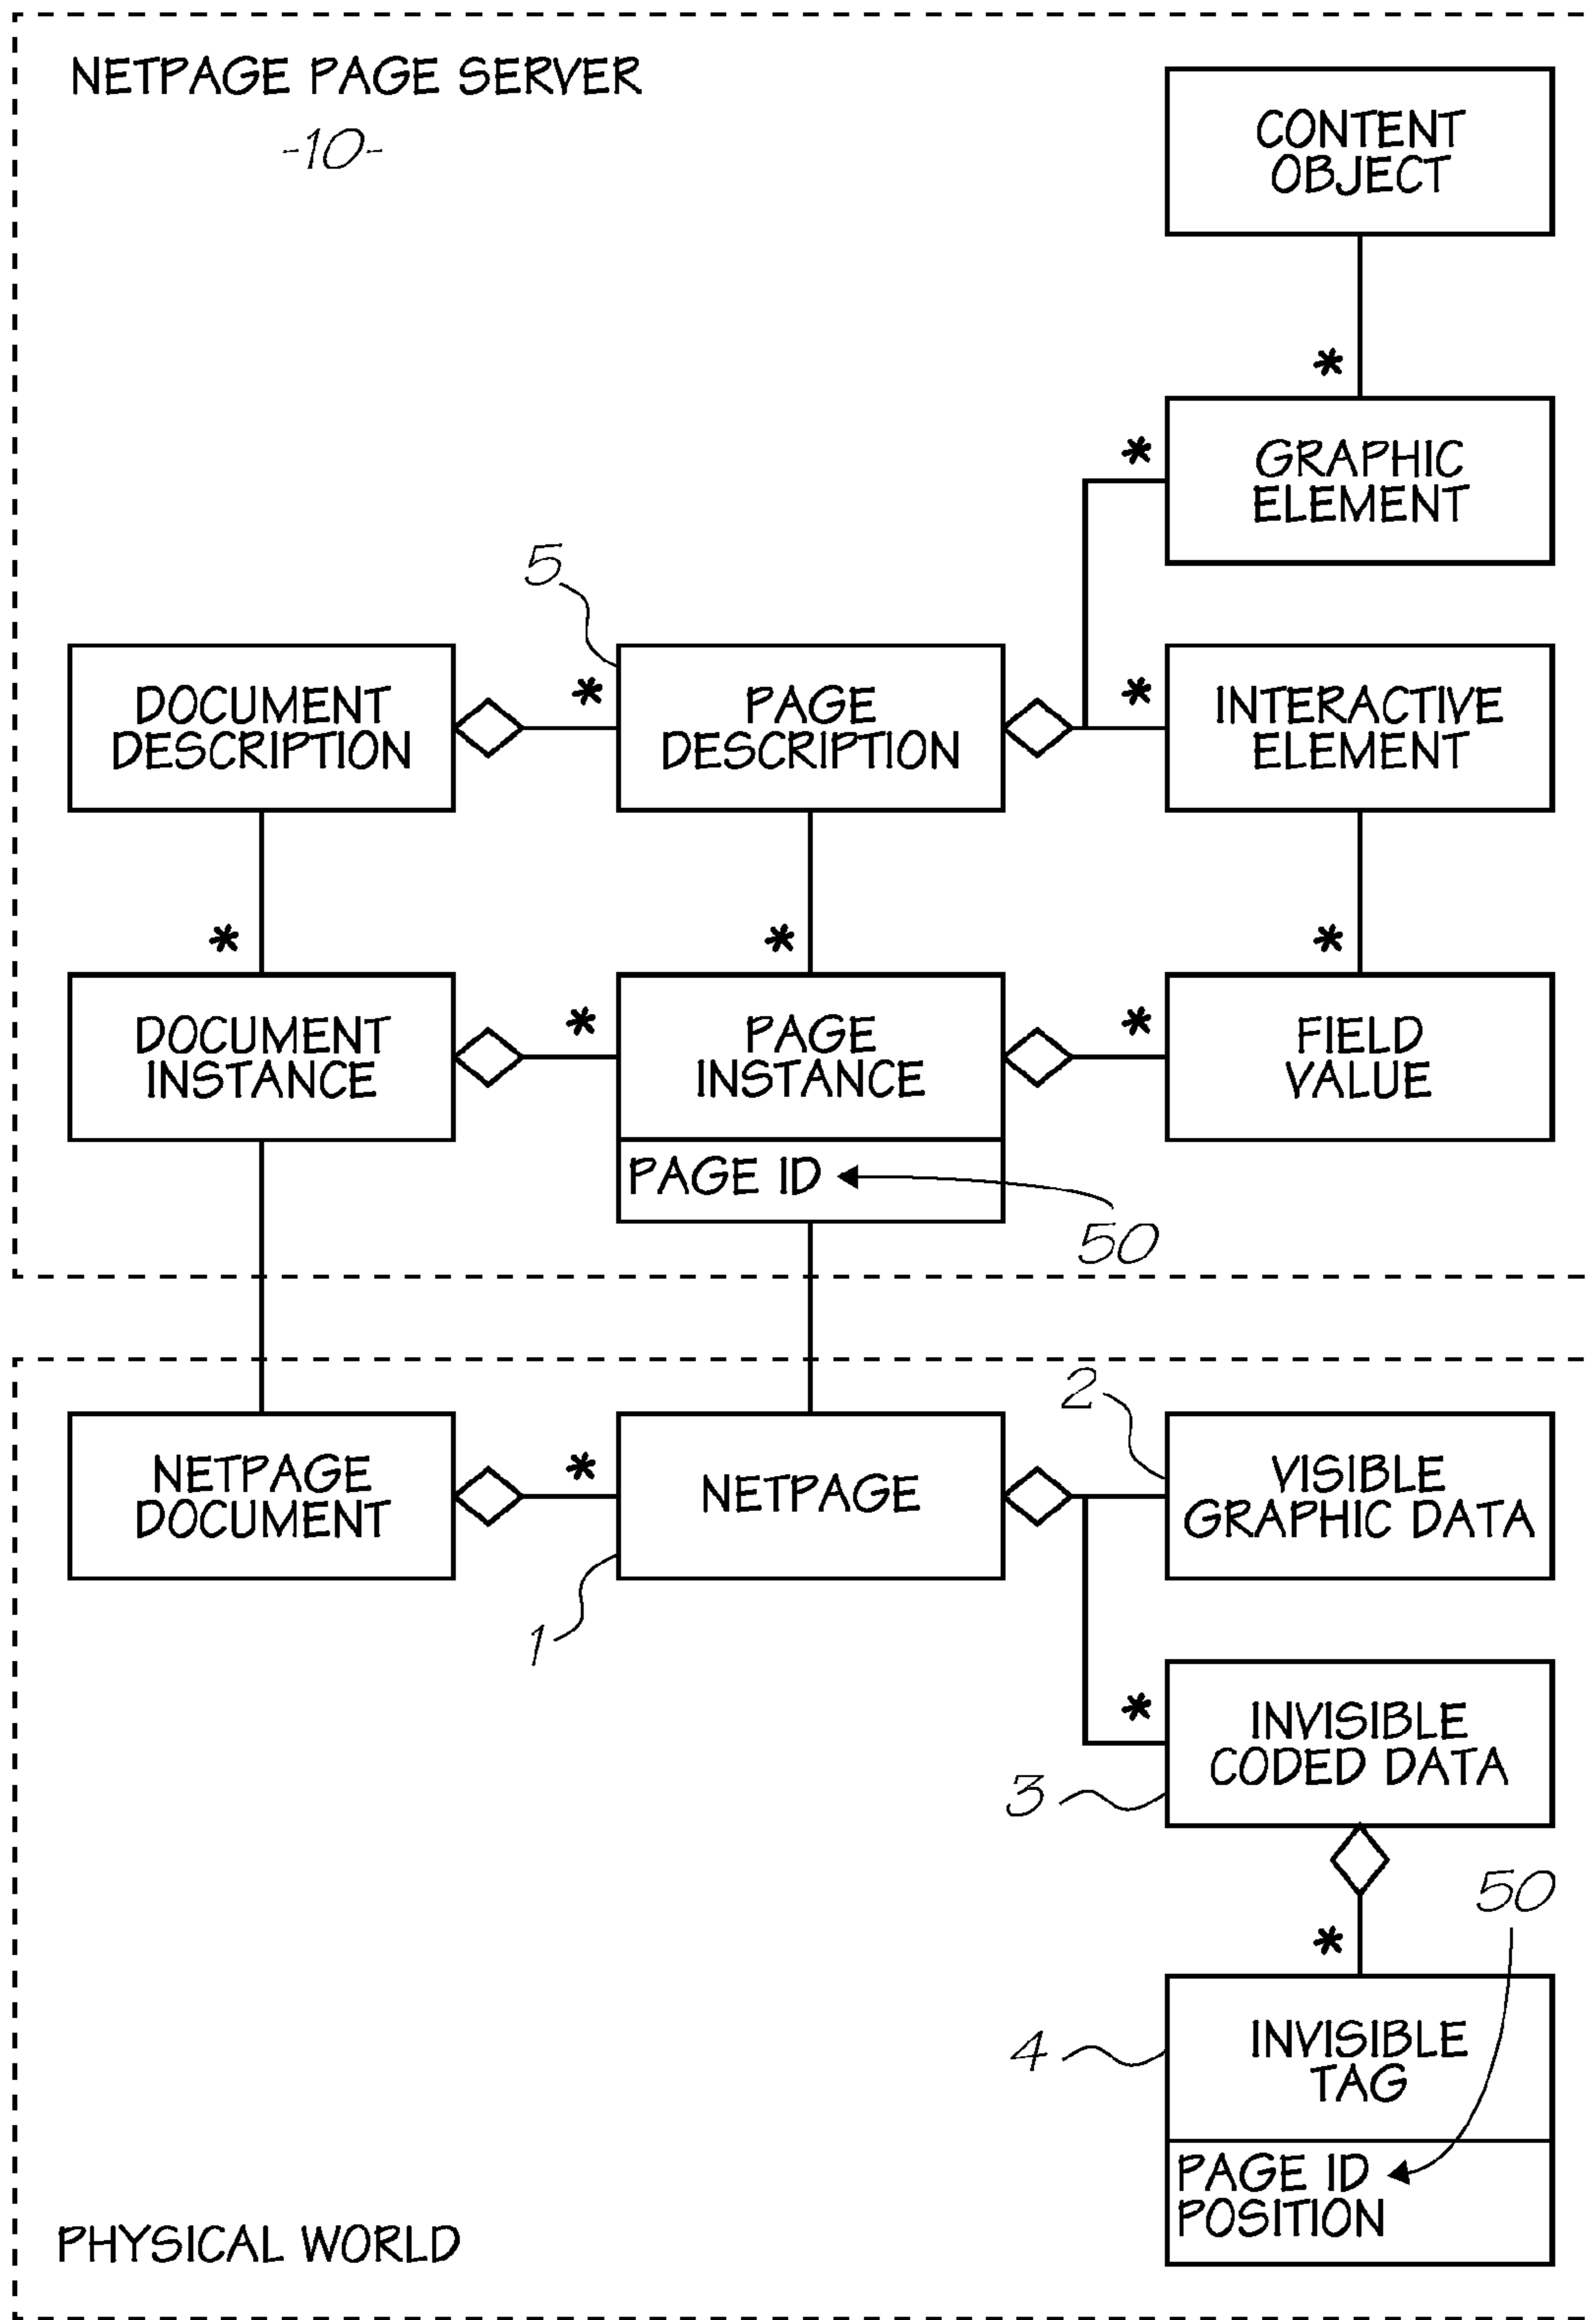 NETPAGE PAGE SERVER
-10-
CONTENT
OBJECT
*
*
GRAPHIC
ELEMENT
5
DOCUMENT
DESCRIPTION
*
PAGE
DESCRIPTION
*
INTERACTIVE
ELEMENT
*
*
*
DOCUMENT
INSTANCE
*
PAGE
INSTANCE
*
FIELD
VALUE
PAGE ID
50
2
NETPAGE
DOCUMENT
*
NETPAGE
VISIBLE
GRAPHIC DATA
1
*
INVISIBLE
CODED DATA
3
50
*
4
INVISIBLE
TAG
PAGE ID
POSITION
PHYSICAL WORLD